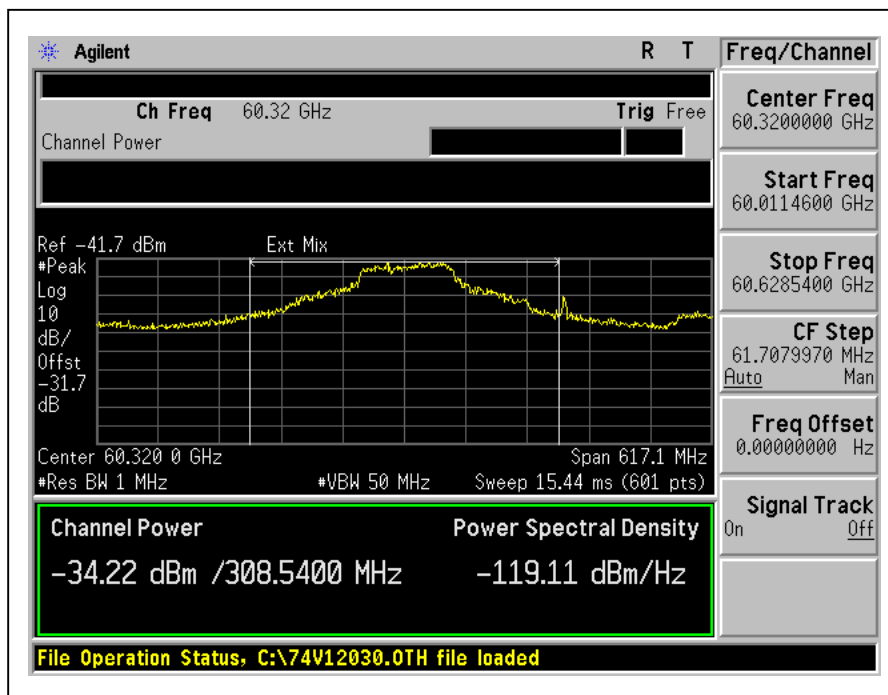 Agilent R T
Ch Freq 60.32 GHz Trig Free
Channel Power
Ref -41.7 dBm Ext Mix
#Peak
Log
10
dB/
Offst
-31.7
dB
Center 60.320 0 GHz Span 617.1 MHz
#Res BW 1 MHz #VBW 50 MHz Sweep 15.44 ms (601 pts)
Channel Power Power Spectral Density
-34.22 dBm /308.5400 MHz -119.11 dBm/Hz
File Operation Status, C:\74V12030.OTH file loaded
Freq/Channel
Center Freq
60.3200000 GHz
Start Freq
60.0114600 GHz
Stop Freq
60.6285400 GHz
CF Step
61.7079970 MHz
Auto Man
Freq Offset
0.00000000 Hz
Signal Track
On Off